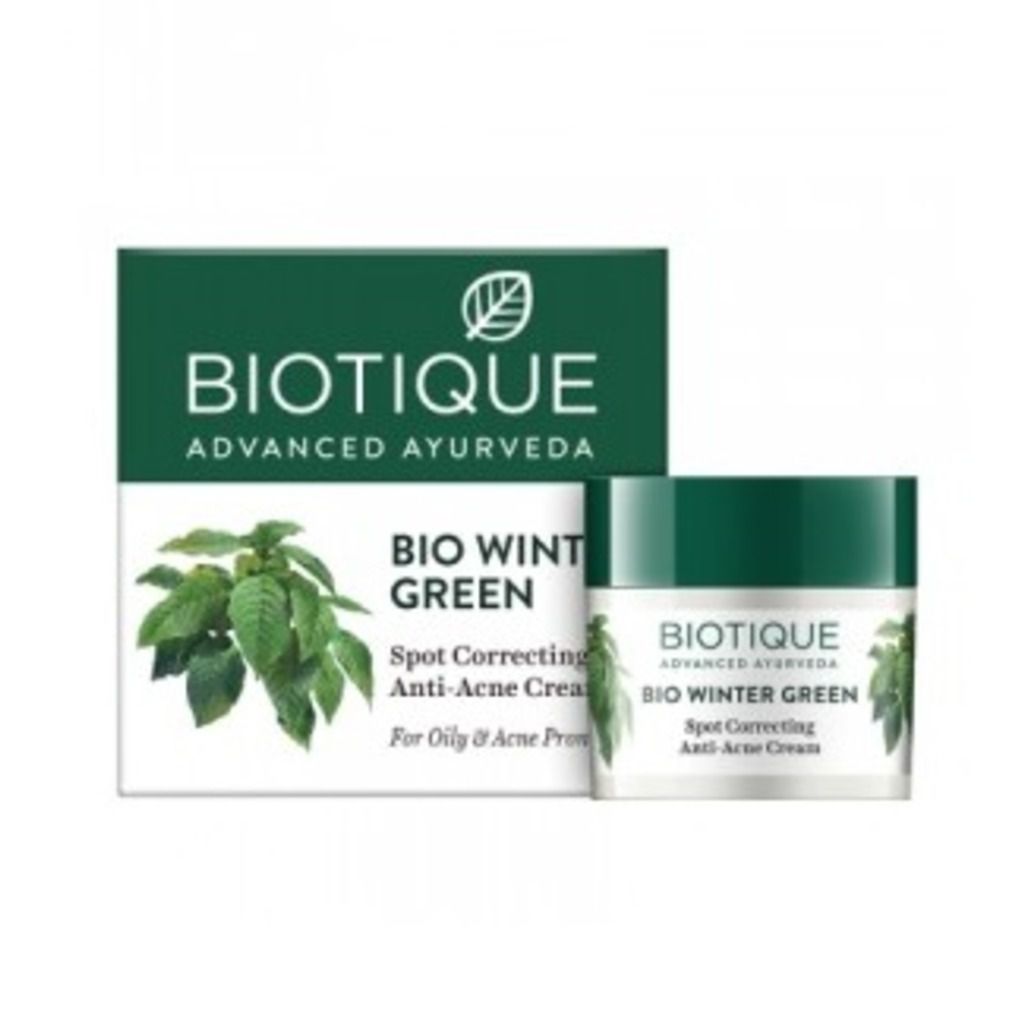 BIOTIQUE
ADVANCED AYURVEDA
BIO WINT
GREEN
Spot Correcting
Anti-Acne Crea
For Oily & Acne Pron
BIOTIQUE
ADVANCED AYURVEDA
BIO WINTER GREEN
Spot Correcting
Anti-Acne Cream